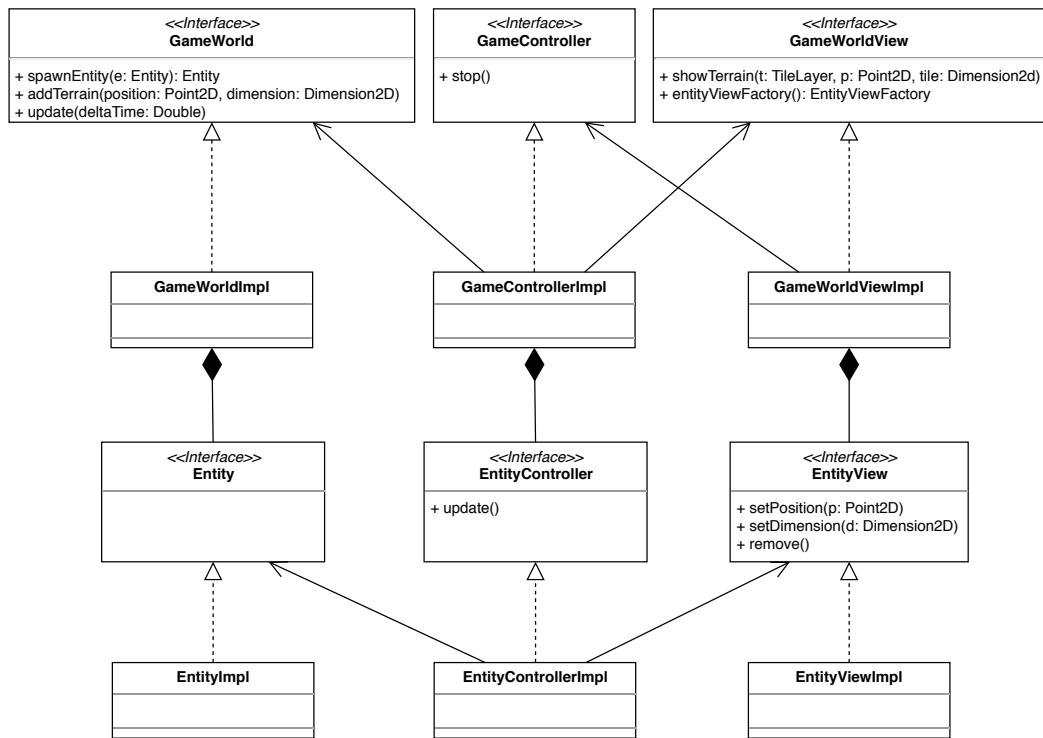 <<Interface>>
GameWorld
+ spawnEntity(e: Entity): Entity
+ addTerrain(position: Point2D, dimension: Dimension2D)
+ update(deltaTime: Double)
<<Interface>>
GameController
+ stop()
<<Interface>>
GameWorldView
+ showTerrain(t: TileLayer, p: Point2D, tile: Dimension2d)
+ entityViewFactory(): EntityViewFactory
GameWorldImpl
GameControllerImpl
GameWorldViewImpl
<<Interface>>
Entity
<<Interface>>
EntityController
+ update()
<<Interface>>
EntityView
+ setPosition(p: Point2D)
+ setDimension(d: Dimension2D)
+ remove()
EntityImpl
EntityControllerImpl
EntityViewImpl